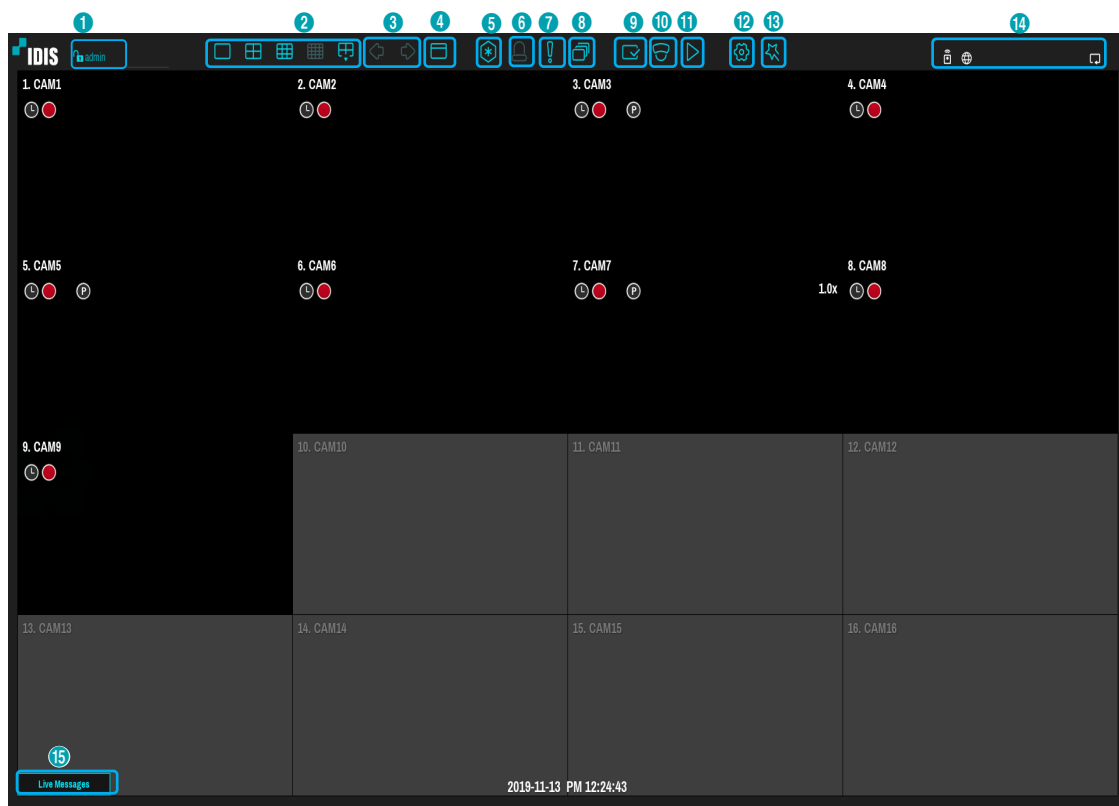 1 2 3 4 5 6 7 8 9 10 11 12 13 14
IDIS admin
1. CAM1 2. CAM2 3. CAM3 4. CAM4
L L L P L
5. CAM5 6. CAM6 7. CAM7 8. CAM8
L P L L P 1.0x L
9. CAM9 10. CAM10 11. CAM11 12. CAM12
L
13. CAM13 14. CAM14 15. CAM15 16. CAM16
15
Live Messages 2019-11-13 PM 12:24:43